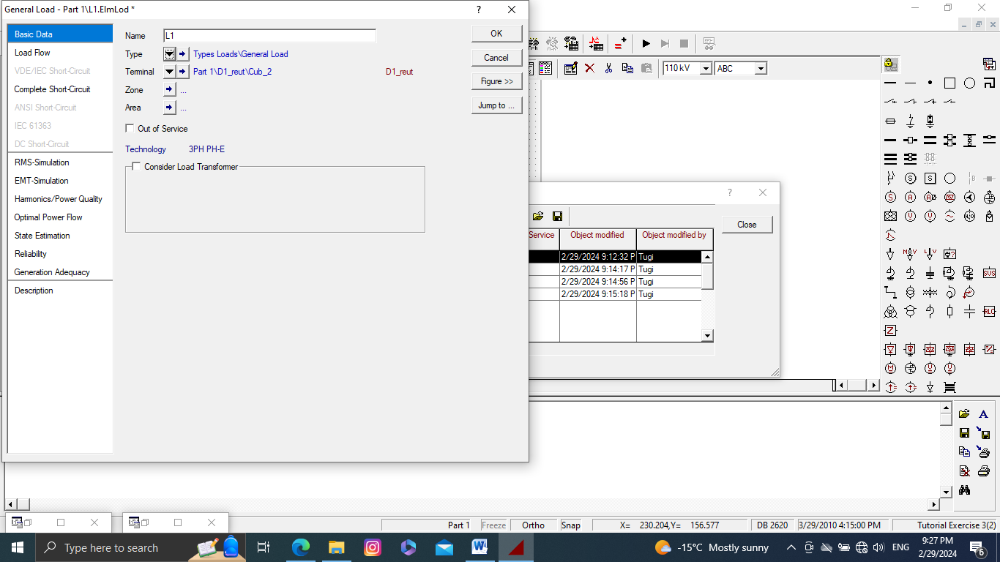 General Load - Part 1\L1.ElmLod *
?
Basic Data
Load Flow
VDE/IEC Short-Circuit
Complete Short-Circuit
ANSI Short-Circuit
IEC 61363
DC Short-Circuit
RMS-Simulation
EMT-Simulation
Harmonics/Power Quality
Optimal Power Flow
State Estimation
Reliability
Generation Adequacy
Description
Name L1
Type Types Loads\General Load
Terminal Part 1\D1_reut\Cub_2 D1_reut
Zone ...
Area ...
Out of Service
Technology 3PH PH-E
Consider Load Transformer
OK
Cancel
Figure >>
Jump to ...
110 kV ABC
?
Close
Service Object modified Object modified by
2/29/2024 9:12:32 P Tugi
2/29/2024 9:14:17 P Tugi
2/29/2024 9:14:56 P Tugi
2/29/2024 9:15:18 P Tugi
SVS
RLC
Z
Part 1 Freeze Ortho Snap X= 230.204,Y= 156.577 DB 2620 3/29/2010 4:15:00 PM Tutorial Exercise 3(2)
Type here to search
-15°C Mostly sunny
ENG
9:27 PM
2/29/2024
6